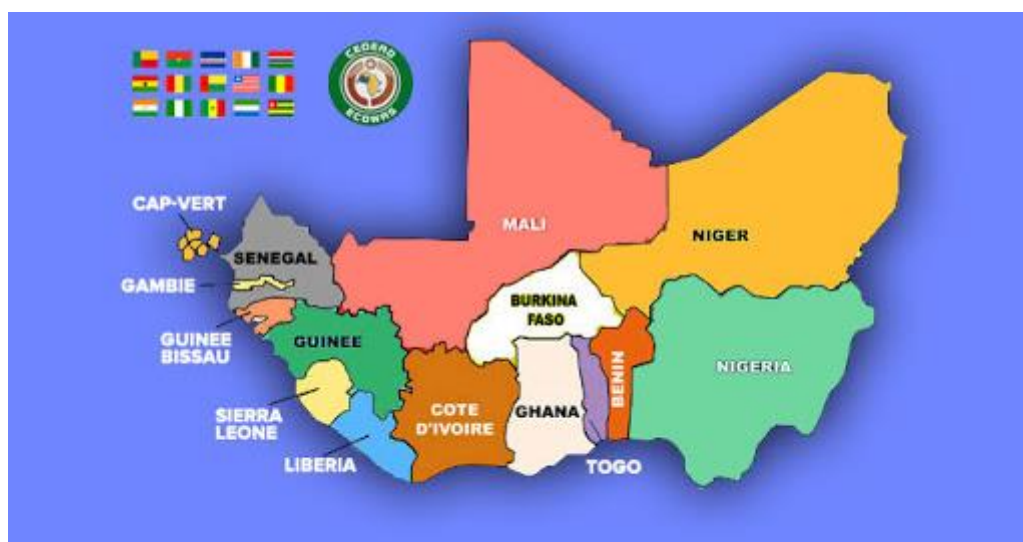 CEDEAO
ECOWAS
CAP-VERT
SENEGAL
GAMBIE
GUINEE
BISSAU
GUINEE
SIERRA
LEONE
LIBERIA
MALI
NIGER
BURKINA
FASO
COTE
D'IVOIRE
GHANA
TOGO
BENIN
NIGERIA